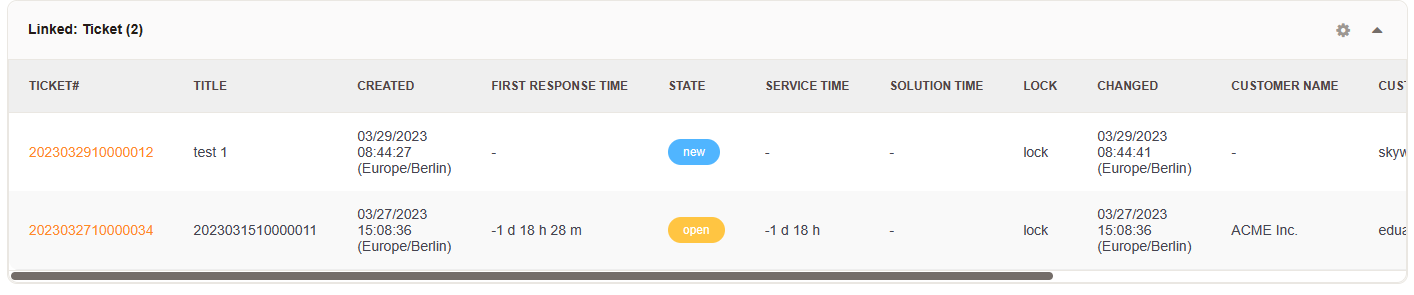 Linked: Ticket (2)
TICKET# TITLE CREATED FIRST RESPONSE TIME STATE SERVICE TIME SOLUTION TIME LOCK CHANGED CUSTOMER NAME CUST
2023032910000012 test 1 03/29/2023 08:44:27 (Europe/Berlin) - new - - lock 03/29/2023 08:44:41 (Europe/Berlin) - skyw
2023032710000034 2023031510000011 03/27/2023 15:08:36 (Europe/Berlin) -1 d 18 h 28 m open -1 d 18 h - lock 03/27/2023 15:08:36 (Europe/Berlin) ACME Inc. edua